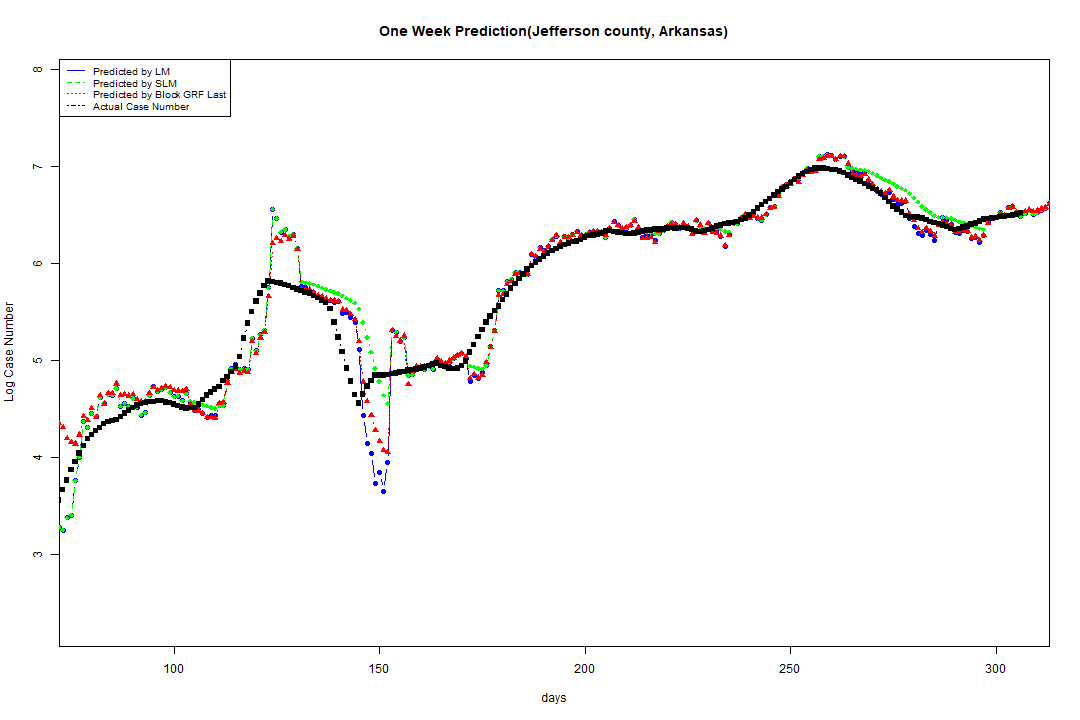 One Week Prediction(Jefferson county, Arkansas)
Predicted by LM
Predicted by SLM
Predicted by Block GRF Last
Actual Case Number
8
7
6
5
4
3
Log Case Number
100 150 200 250 300
days